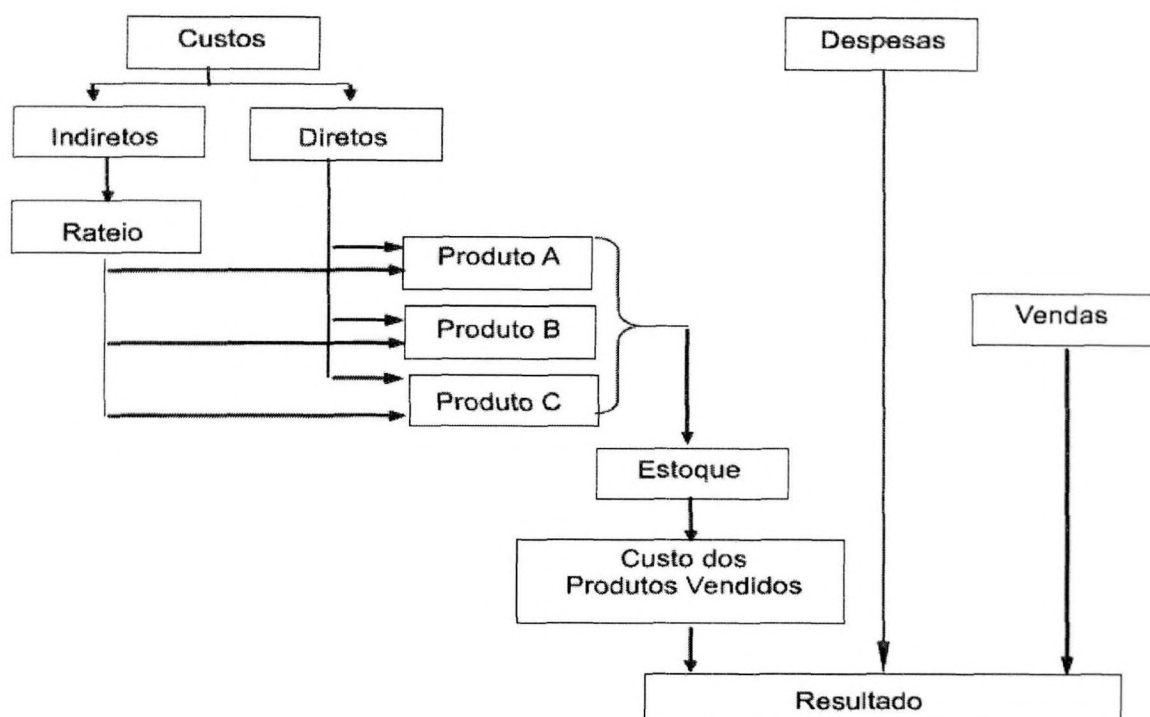 Custos
Despesas
Indiretos
Diretos
Rateio
Produto A
Produto B
Vendas
Produto C
Estoque
Custo dos
Produtos Vendidos
Resultado